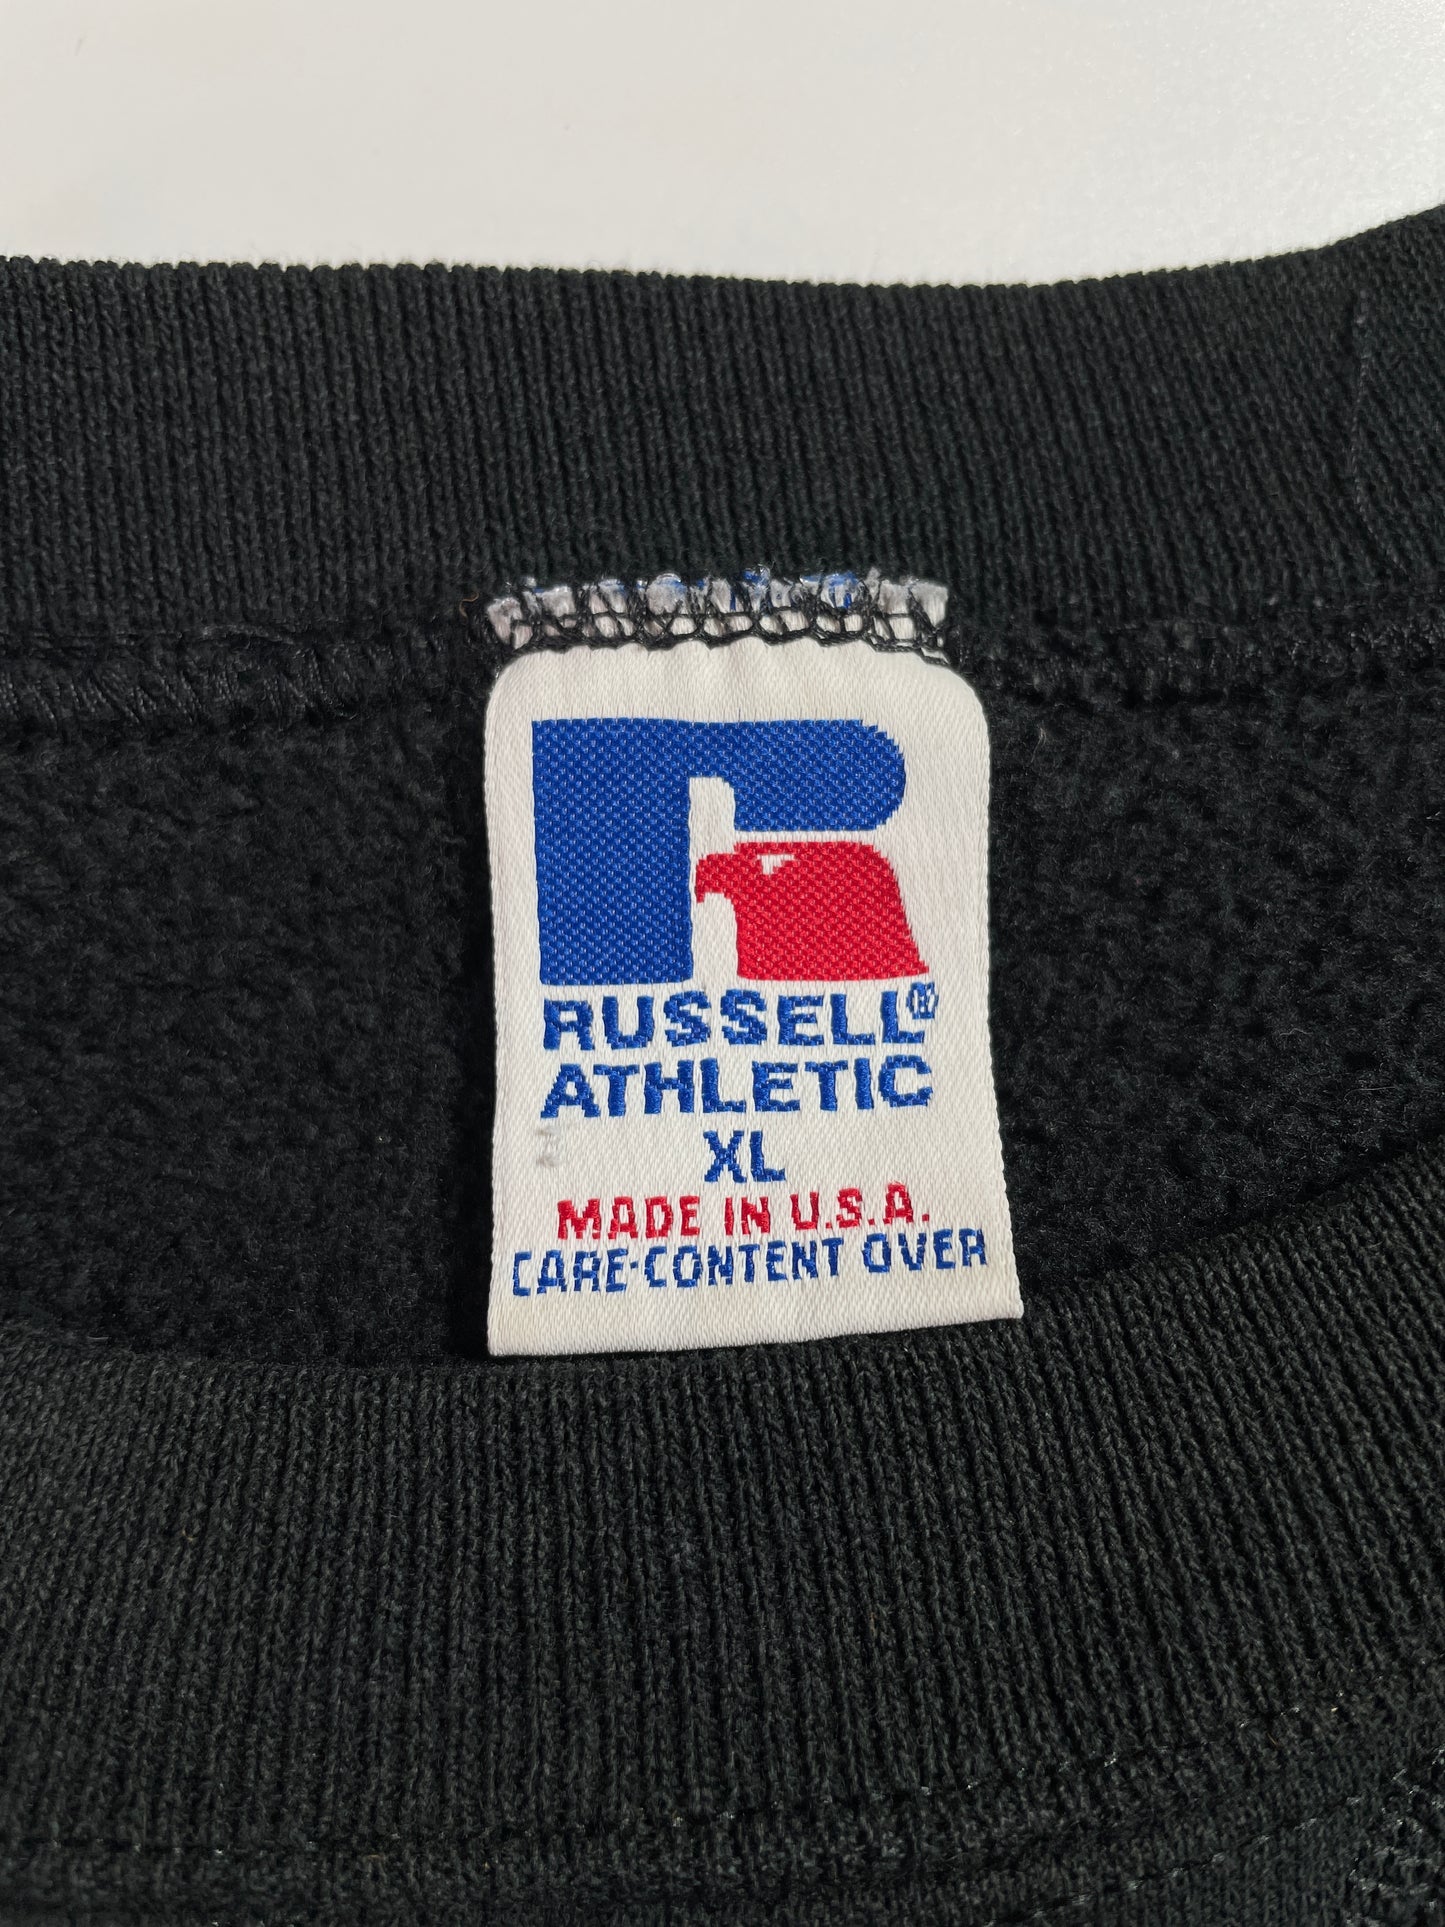 RUSSELL®
ATHLETIC
XL
MADE IN U.S.A.
CARE-CONTENT OVER